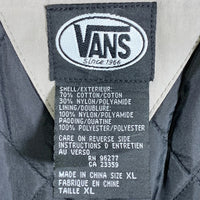 VANS
since 1966
SHELL/EXTERIEUR:
70% COTTON/COTON
30% NYLON/POLYAMIDE
LINING/DOUBLURE:
100% NYLON/POLYAMIDE
PADDING/OUATINE
100% POLYESTER/POLYESTER
CARE ON REVERSE SIDE
INSTRUCTIONS D'ENTRETIEN
AU VERSO
RN 96277
CA 23359
MADE IN CHINA SIZE XL
FABRIQUE EN CHINE
TAILLE XL